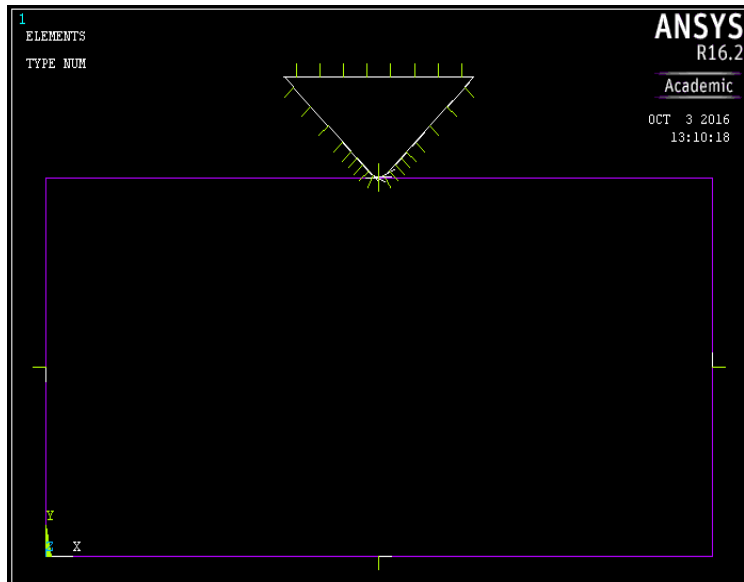 1
ELEMENTS
TYPE NUM
ANSYS
R16.2
Academic
OCT 3 2016
13:10:18
Y
Z X